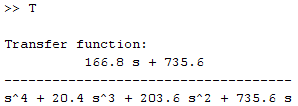 >> T
Transfer function:
166.8 s + 735.6
-------------------------------------
s^4 + 20.4 s^3 + 203.6 s^2 + 735.6 s